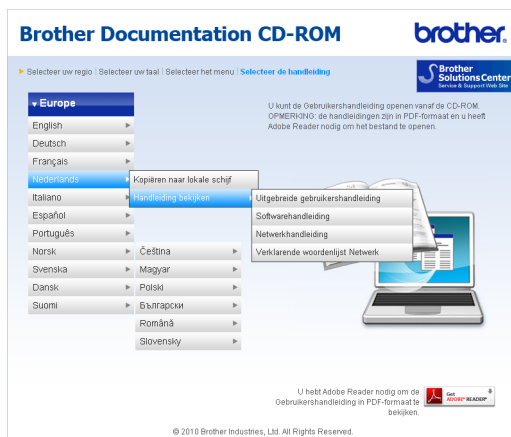 Brother Documentation CD-ROM
brother.
Selecteer uw regio | Selecteer uw taal | Selecteer het menu | Selecteer de handleiding
Brother
Solutions Center
Service & Support Web Site
Europe
U kunt de Gebruikershandleiding openen vanaf de CD-ROM.
OPMERKING: de handleidingen zijn in PDF-formaat en u heeft
Adobe Reader nodig om het bestand te openen.
English
Deutsch
Français
Nederlands
Kopiëren naar lokale schijf
Italiano
Handleiding bekijken
Uitgebreide gebruikershandleiding
Español
Softwarehandleiding
Português
Netwerkhandleiding
Norsk
Čeština
Verklarende woordenlijst Netwerk
Svenska
Magyar
Dansk
Polski
Suomi
Български
Română
Slovensky
U hebt Adobe Reader nodig om de
Gebruikershandleiding in PDF-formaat te
bekijken.
Get
ADOBE® READER®
© 2010 Brother Industries, Ltd. All Rights Reserved.